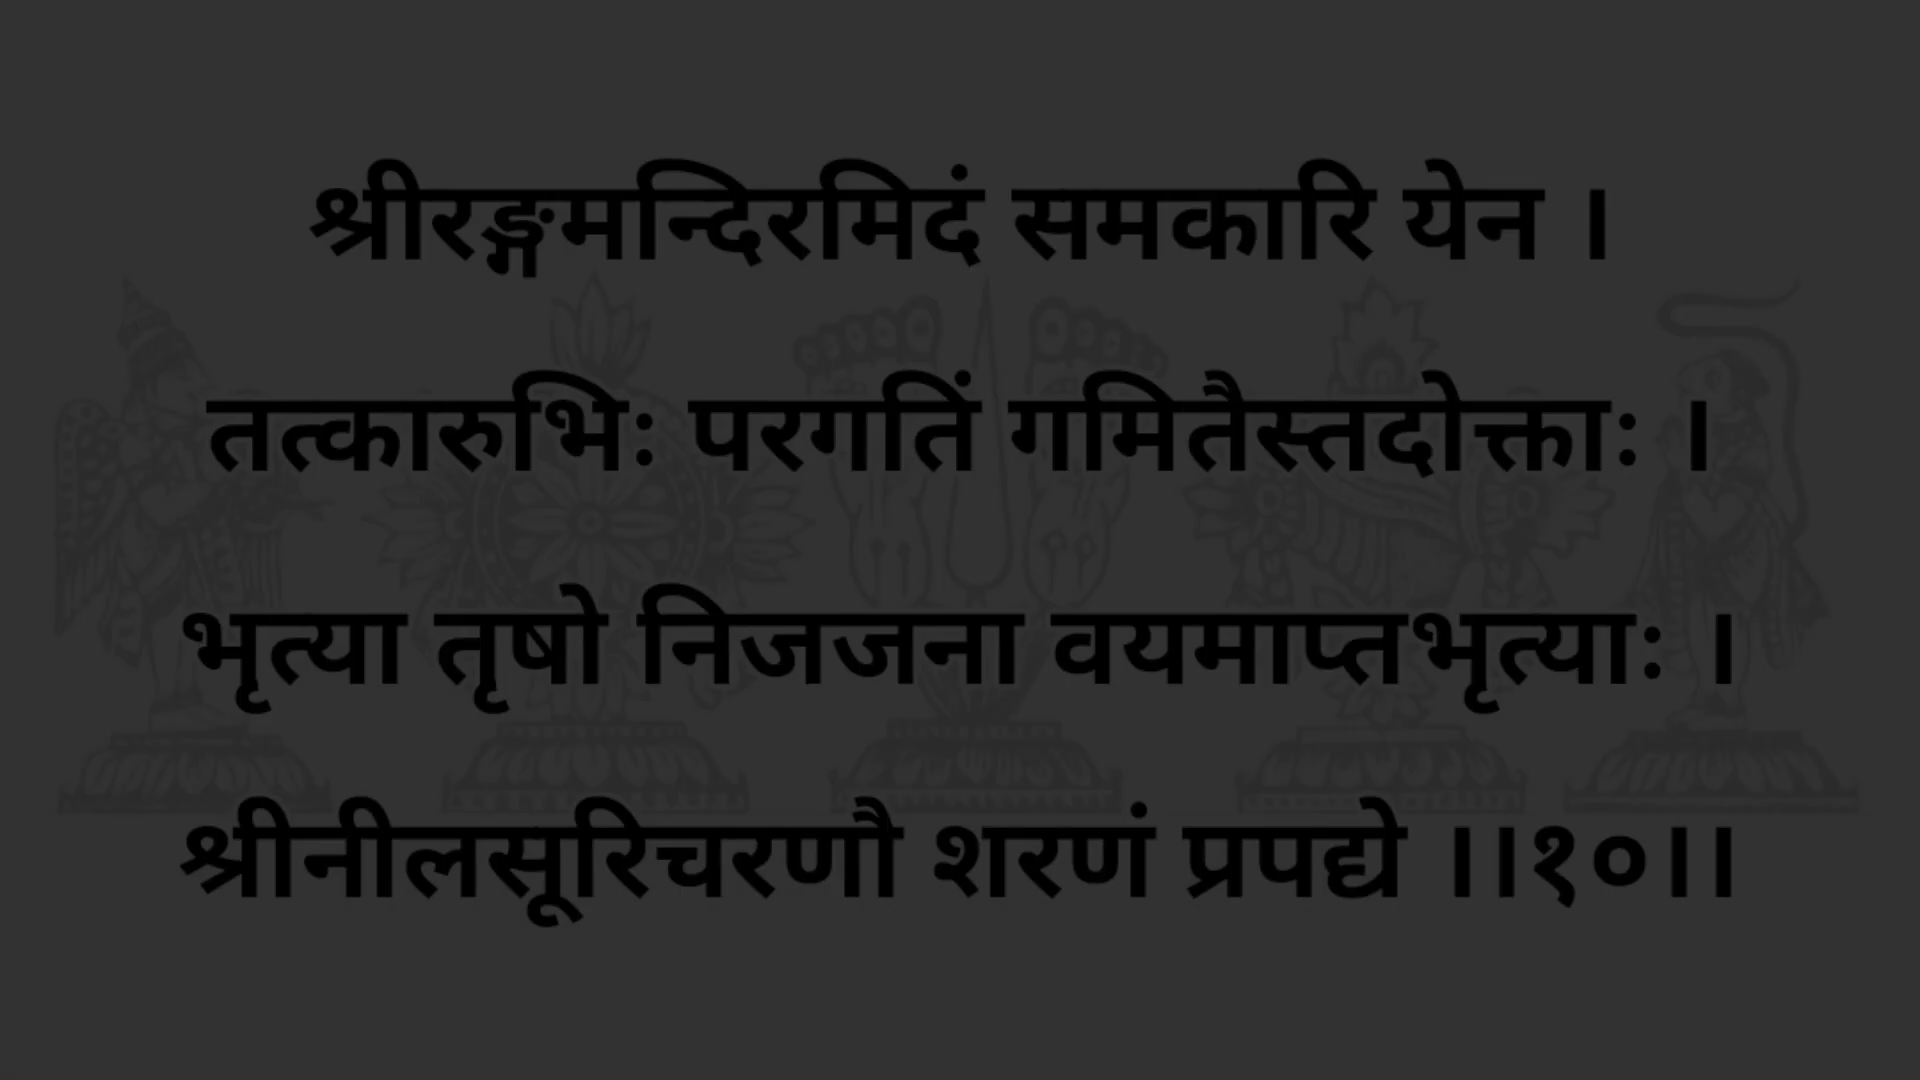 श्रीरङ्गमन्दिरमिदं समकारि येन ।
तत्कारुभिः परगतिं गमितैस्तदोक्ताः ।
भृत्या तृषो निजजना वयमाप्तभृत्याः ।
श्रीनीलसूरिचरणौ शरणं प्रपद्ये ।।१०।।